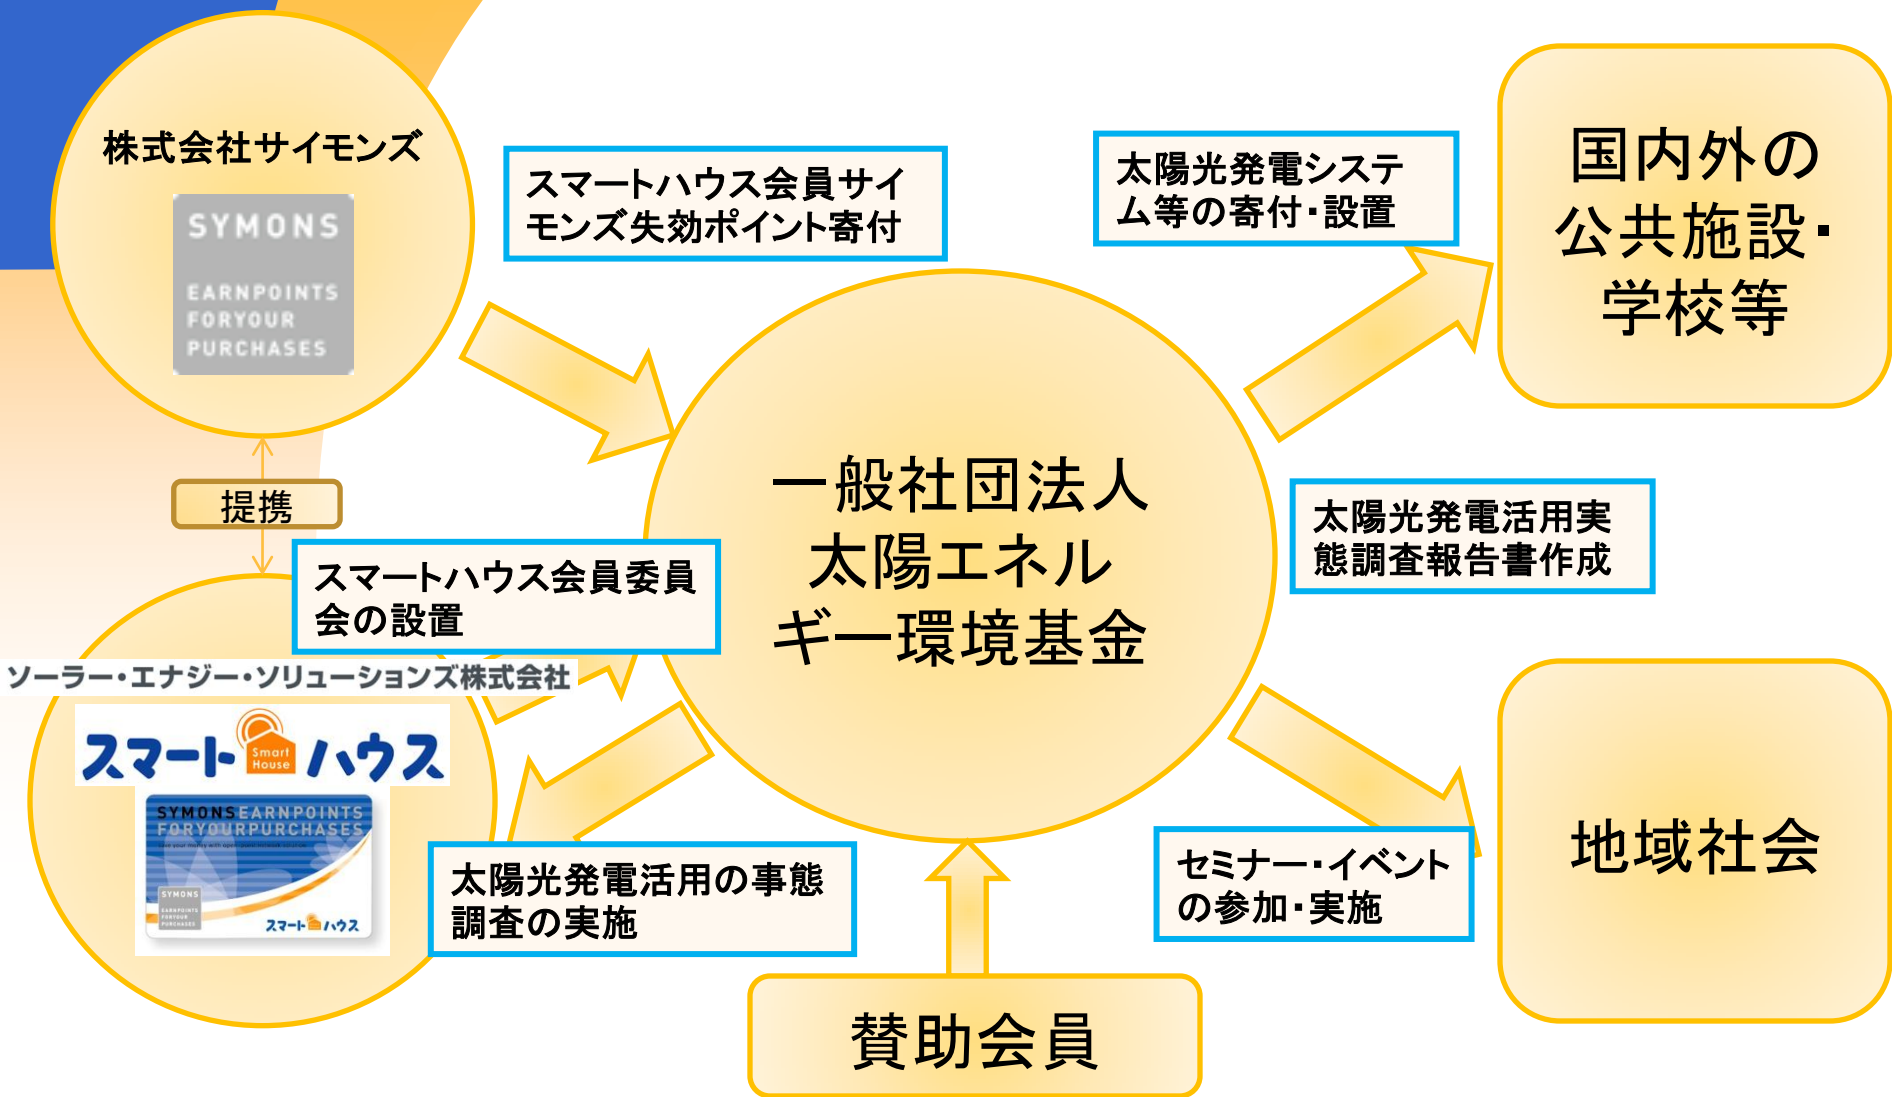 株式会社サイモンズ
SYMONS
EARNPOINTS
FORYOUR
PURCHASES
スマートハウス会員サイ
モンズ失効ポイント寄付
太陽光発電システ
ム等の寄付・設置
国内外の
公共施設・
学校等
提携
一般社団法人
太陽エネル
ギー環境基金
太陽光発電活用実
態調査報告書作成
スマートハウス会員委員
会の設置
ソーラー・エナジー・ソリューションズ株式会社
スマート Smart House ハウス
SYMONSEARNPOINTS
FORYOURPURCHASES
SYMONS
EARNPOINTS
FORYOUR
PURCHASES
スマートハウス
太陽光発電活用の事態
調査の実施
セミナー・イベント
の参加・実施
地域社会
賛助会員